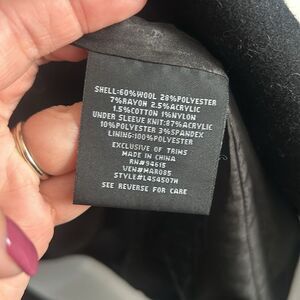 SHELL:60%WOOL 28%POLYESTER
7%RAYON 2.5%ACRYLIC
1.5%COTTON 1%NYLON
UNDER SLEEVE KNIT:87%ACRYLIC
10%POLYESTER 3%SPANDEX
LINING:100%POLYESTER
EXCLUSIVE OF TRIMS
MADE IN CHINA
RN#94615
VEN#MAR085
STYLE#L454507H
SEE REVERSE FOR CARE